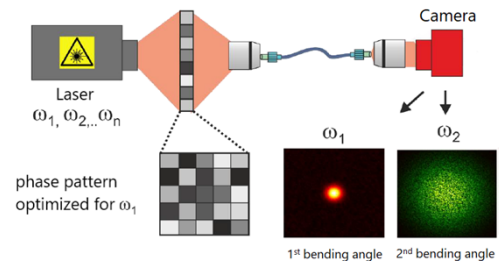 Camera
Laser
ω₁, ω₂,..ωₙ
ω₁
ω₂
phase pattern
optimized for ω₁
1st bending angle
2nd bending angle